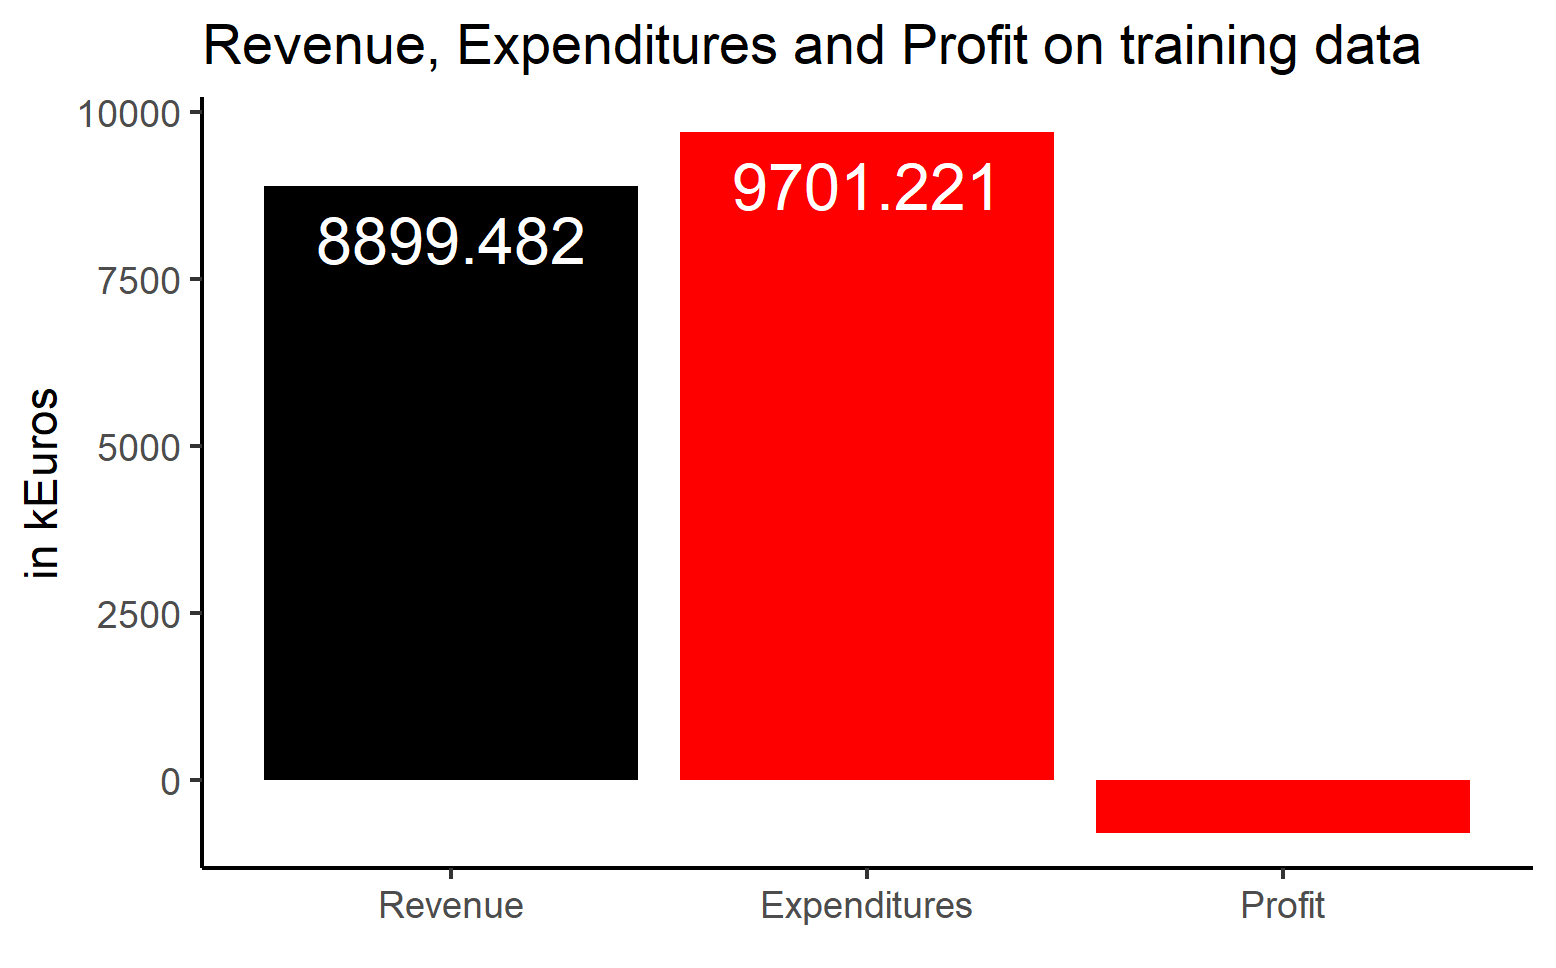 Revenue, Expenditures and Profit on training data
in kEuros
10000
7500
5000
2500
0
8899.482
9701.221
Revenue
Expenditures
Profit